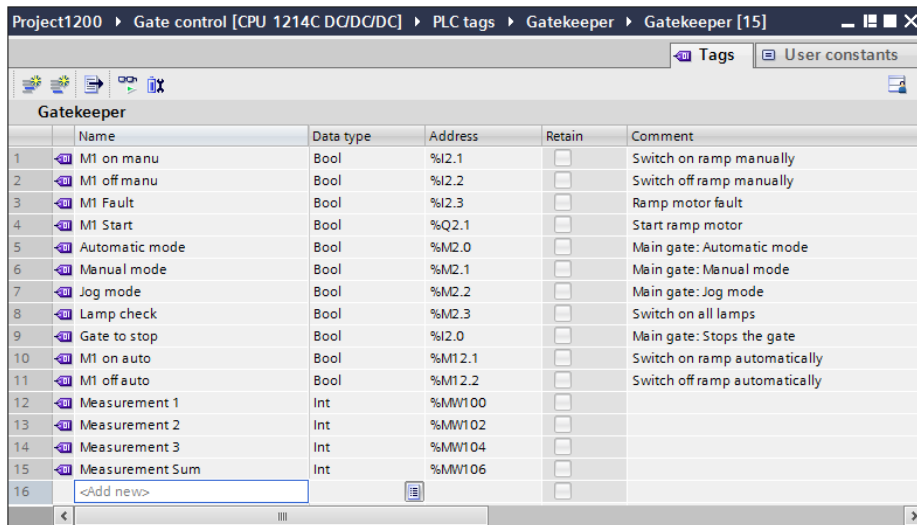 Project1200 ▸ Gate control [CPU 1214C DC/DC/DC] ▸ PLC tags ▸ Gatekeeper ▸ Gatekeeper [15]
Tags User constants
Gatekeeper
Name Data type Address Retain Comment
1 M1 on manu Bool %I2.1 Switch on ramp manually
2 M1 off manu Bool %I2.2 Switch off ramp manually
3 M1 Fault Bool %I2.3 Ramp motor fault
4 M1 Start Bool %Q2.1 Start ramp motor
5 Automatic mode Bool %M2.0 Main gate: Automatic mode
6 Manual mode Bool %M2.1 Main gate: Manual mode
7 Jog mode Bool %M2.2 Main gate: Jog mode
8 Lamp check Bool %M2.3 Switch on all lamps
9 Gate to stop Bool %I2.0 Main gate: Stops the gate
10 M1 on auto Bool %M12.1 Switch on ramp automatically
11 M1 off auto Bool %M12.2 Switch off ramp automatically
12 Measurement 1 Int %MW100
13 Measurement 2 Int %MW102
14 Measurement 3 Int %MW104
15 Measurement Sum Int %MW106
16 <Add new>